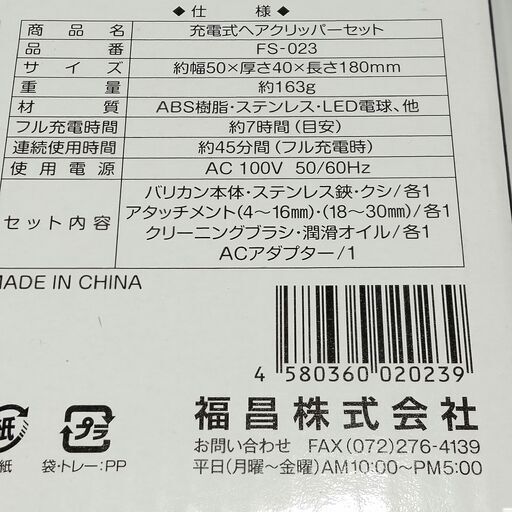 ◆仕 様◆
商品名 充電式ヘアクリッパーセット
品番 FS-023
サイズ 約幅50×厚さ40×長さ180mm
重量 約163g
材質 ABS樹脂・ステンレス・LED電球、他
フル充電時間 約7時間(目安)
連続使用時間 約45分間(フル充電時)
使用電源 AC 100V 50/60Hz
セット内容 バリカン本体・ステンレス鋏・クシ/各1
アタッチメント(4〜16㎜)・(18〜30㎜)/各1
クリーニングブラシ・潤滑オイル/各1
ACアダプター/1
MADE IN CHINA
4 580360 020239
福昌株式会社
お問い合わせ FAX(072)276-4139
平日(月曜〜金曜)AM10:00〜PM5:00
紙
紙
プラ
袋・トレー:PP